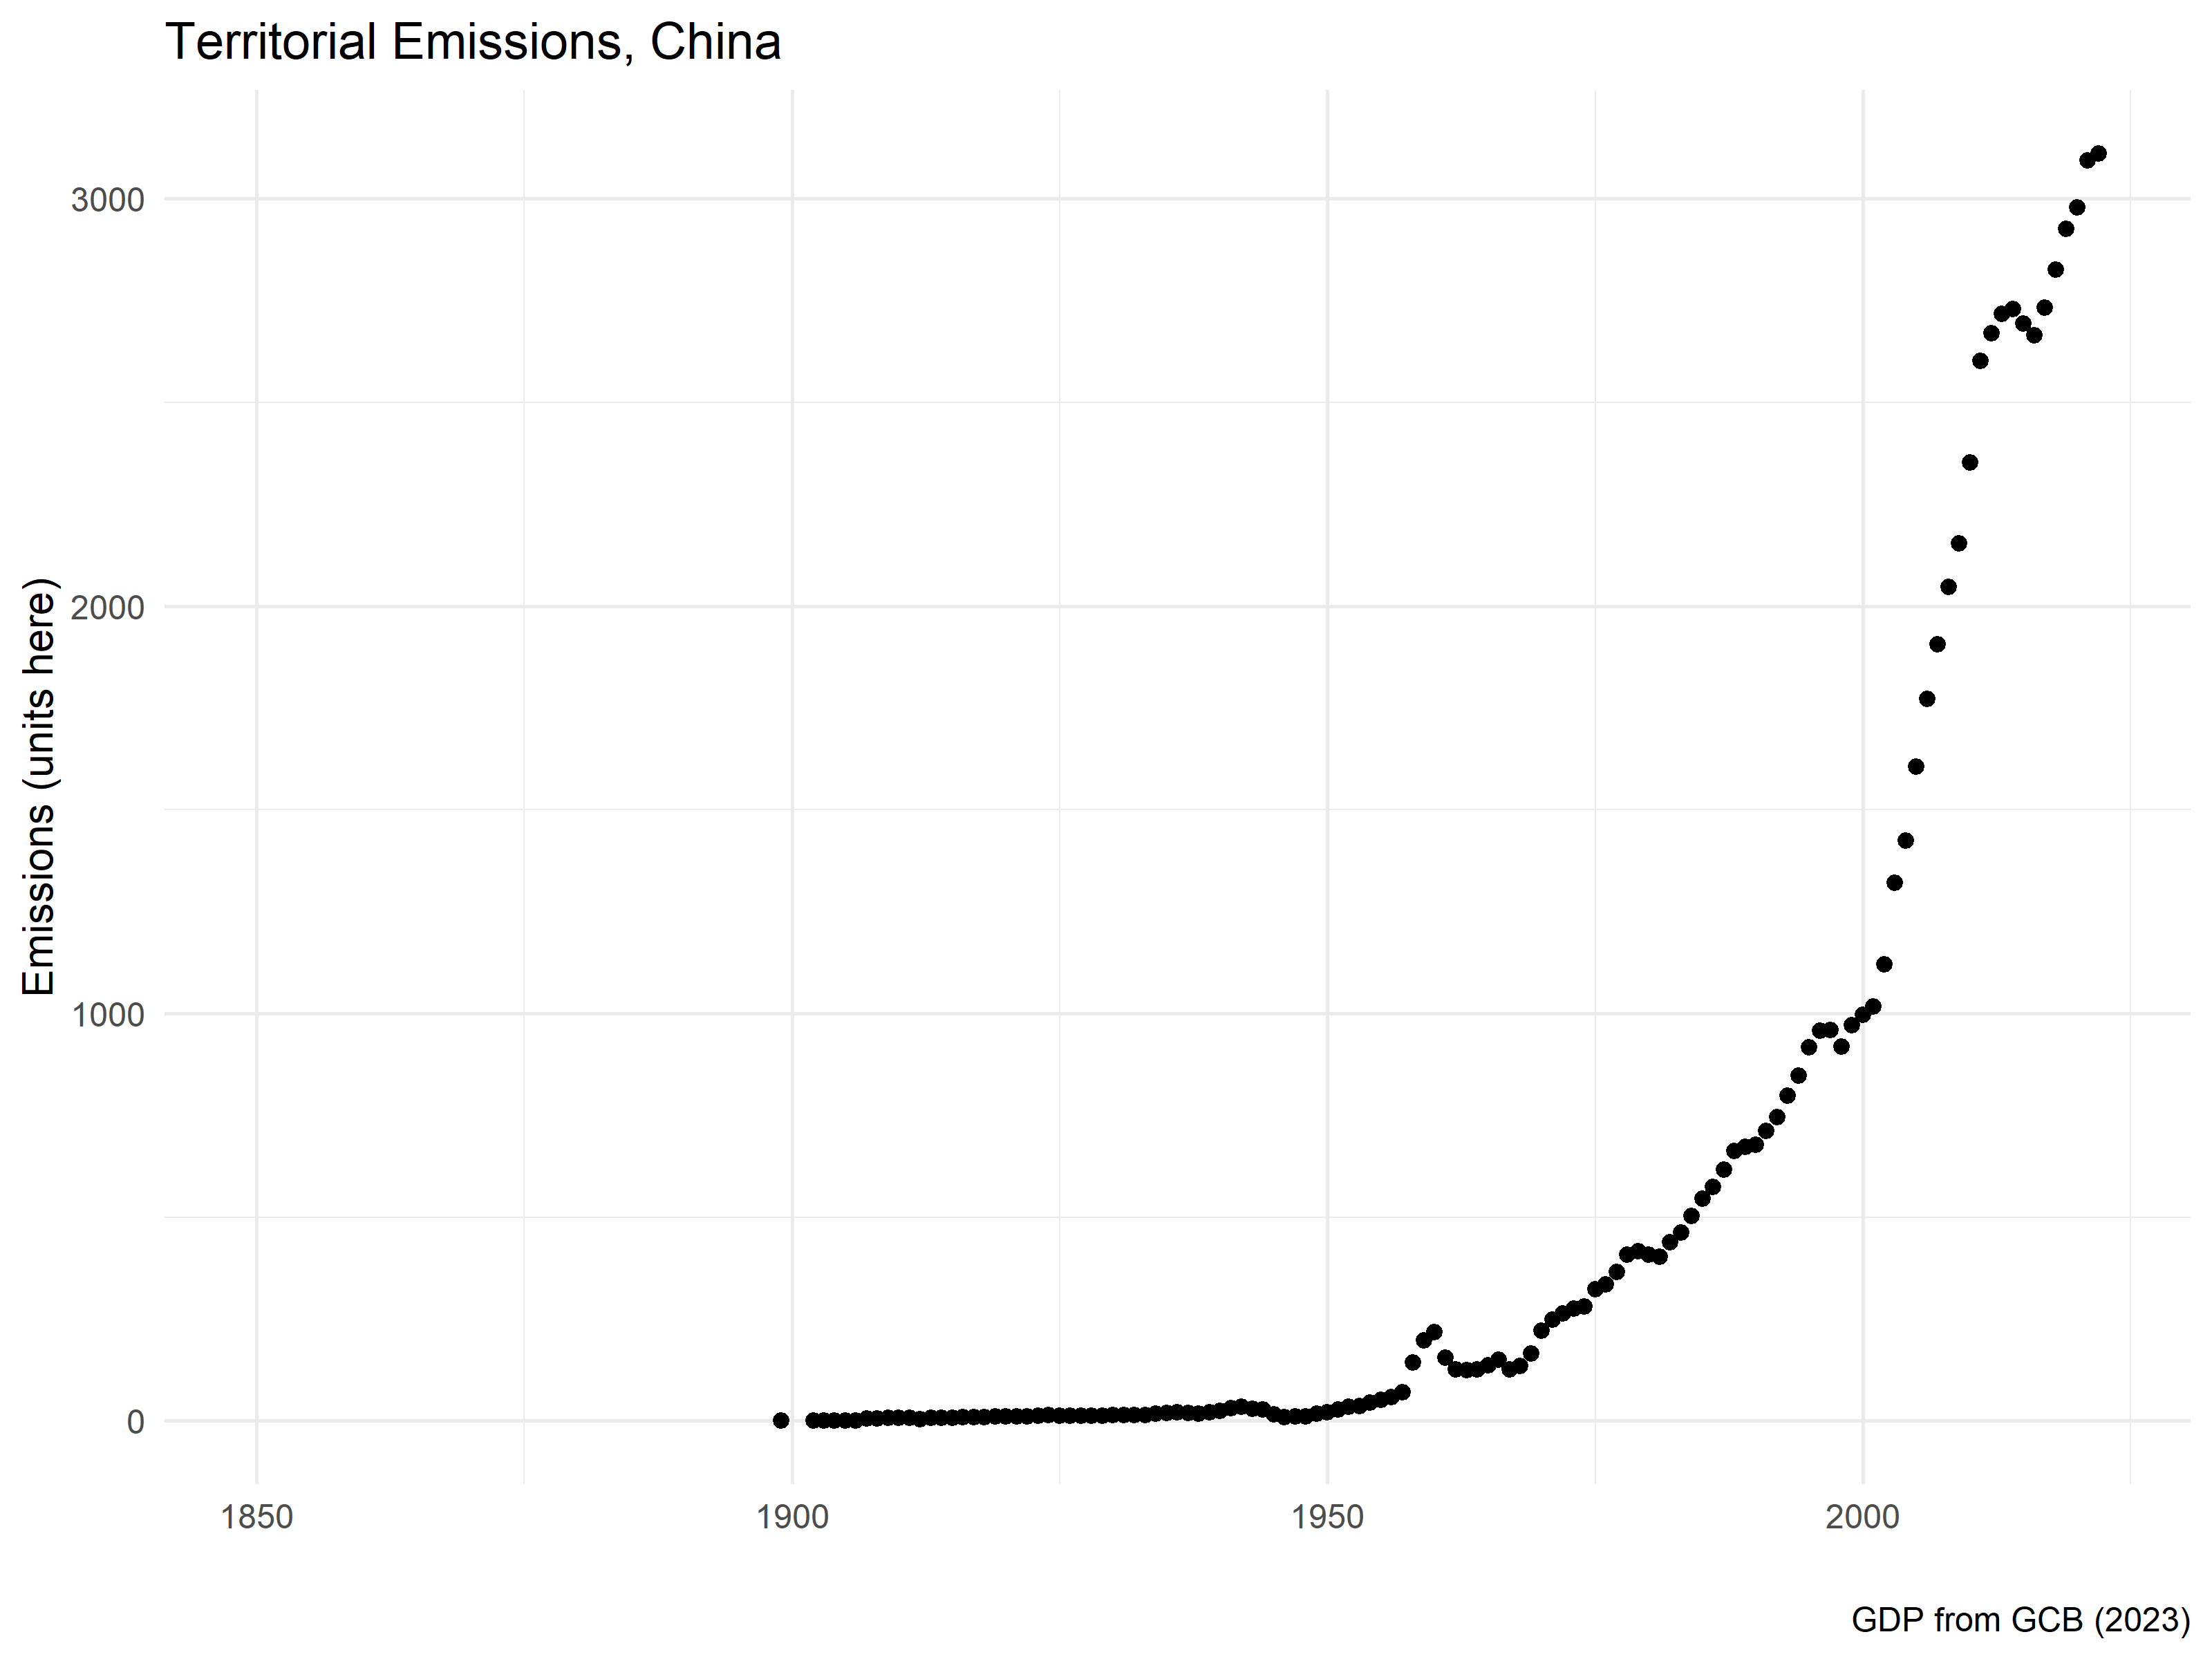 Territorial Emissions, China
Emissions (units here)
3000
2000
1000
0
1850
1900
1950
2000
GDP from GCB (2023)